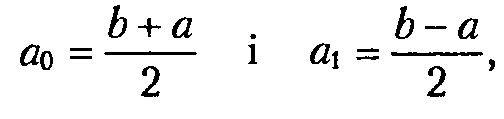 a₀ = (b + a)/2 i a₁ = (b − a)/2,